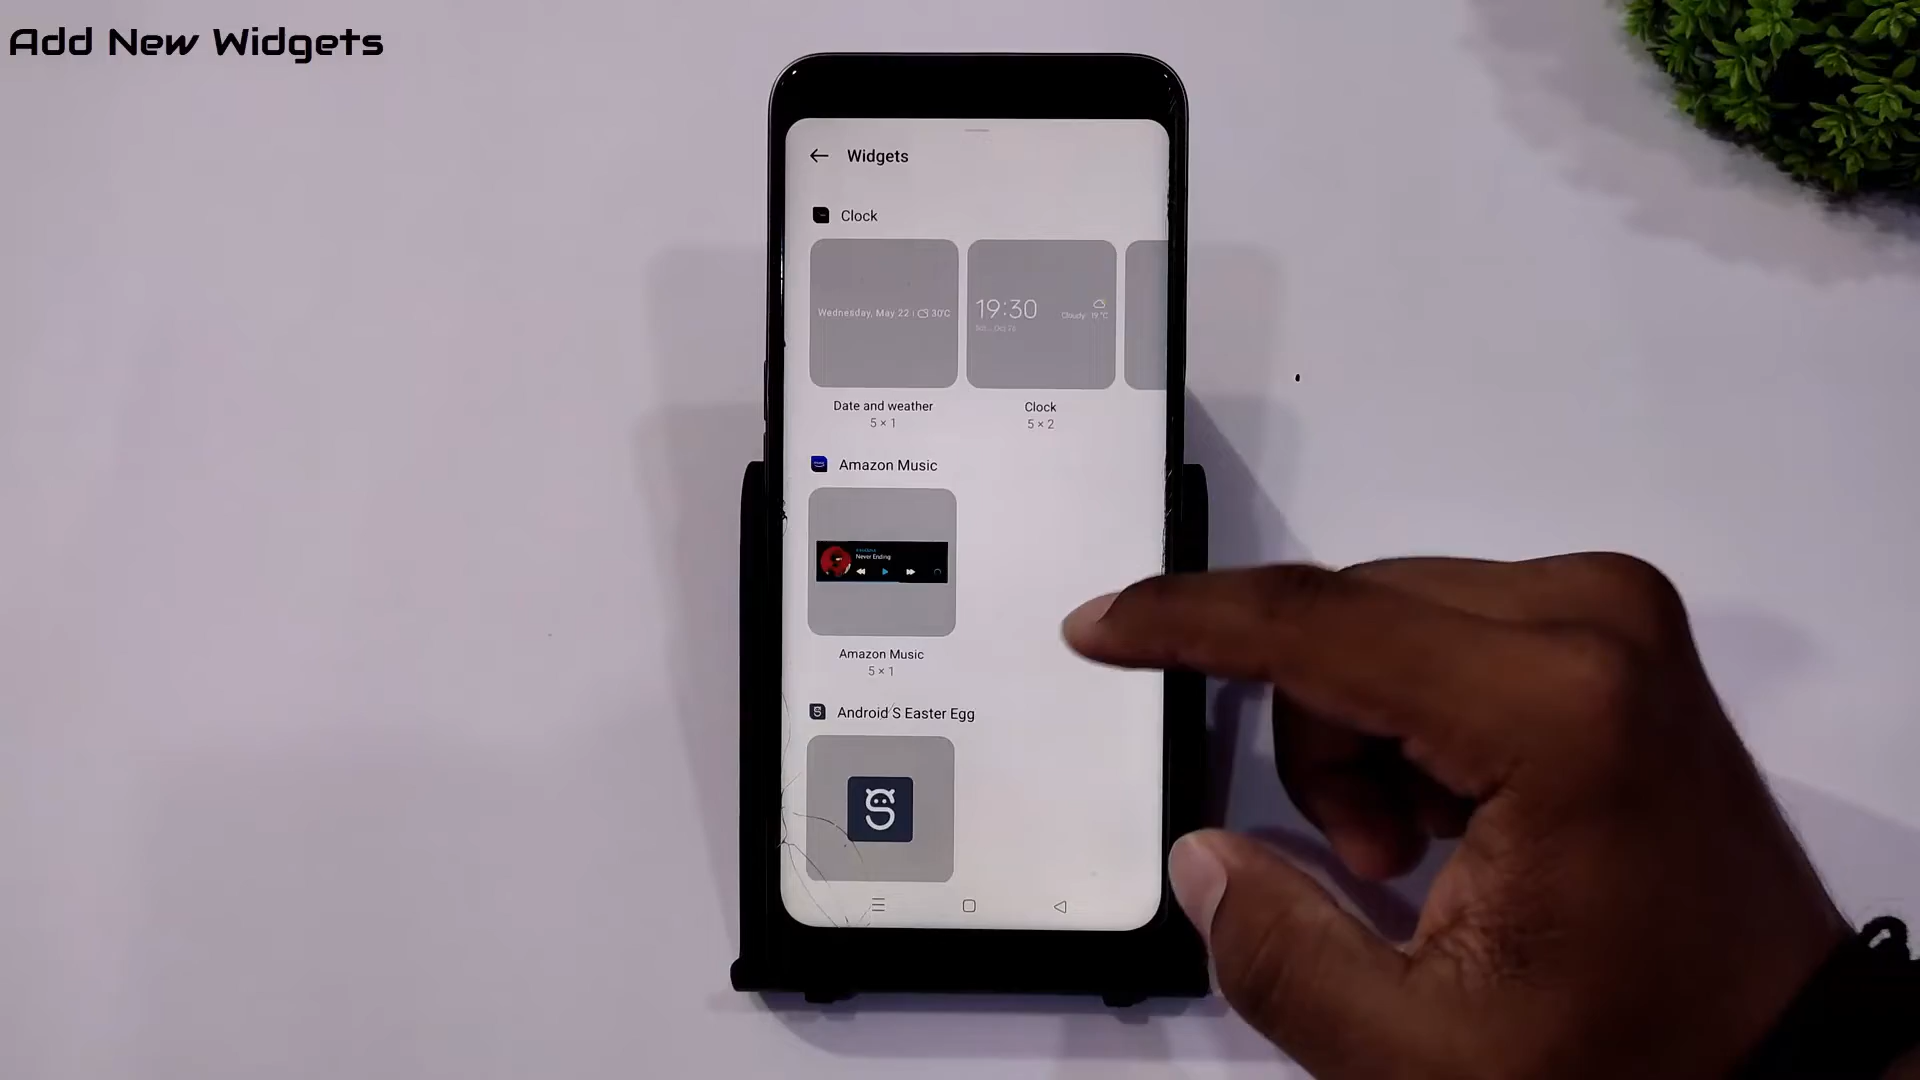 Add New Widgets
Widgets
Clock
Wednesday, May 22 30°C
19:30
Cloudy 19°C
Date and weather
5 × 1
Clock
5 × 2
Amazon Music
Never Ending
Amazon Music
5 × 1
Android S Easter Egg